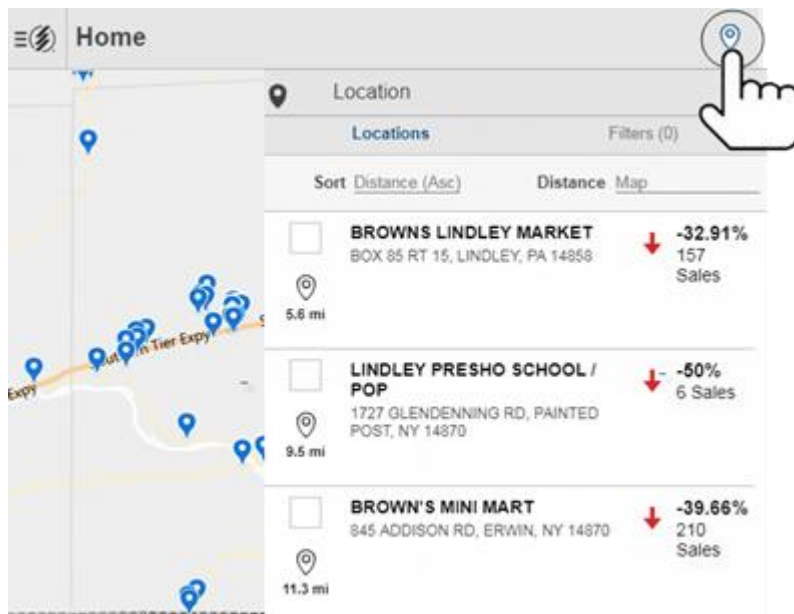 Home
Location
Locations
Filters (0)
Sort Distance (Asc)
Distance Map
BROWNS LINDLEY MARKET
BOX 85 RT 15, LINDLEY, PA 14858
5.6 mi
-32.91%
157
Sales
LINDLEY PRESHO SCHOOL /
POP
1727 GLENDENNING RD, PAINTED
POST, NY 14870
9.5 mi
-50%
6 Sales
BROWN'S MINI MART
845 ADDISON RD, ERWIN, NY 14870
11.3 mi
-39.66%
210
Sales
Tier Expy
Expy